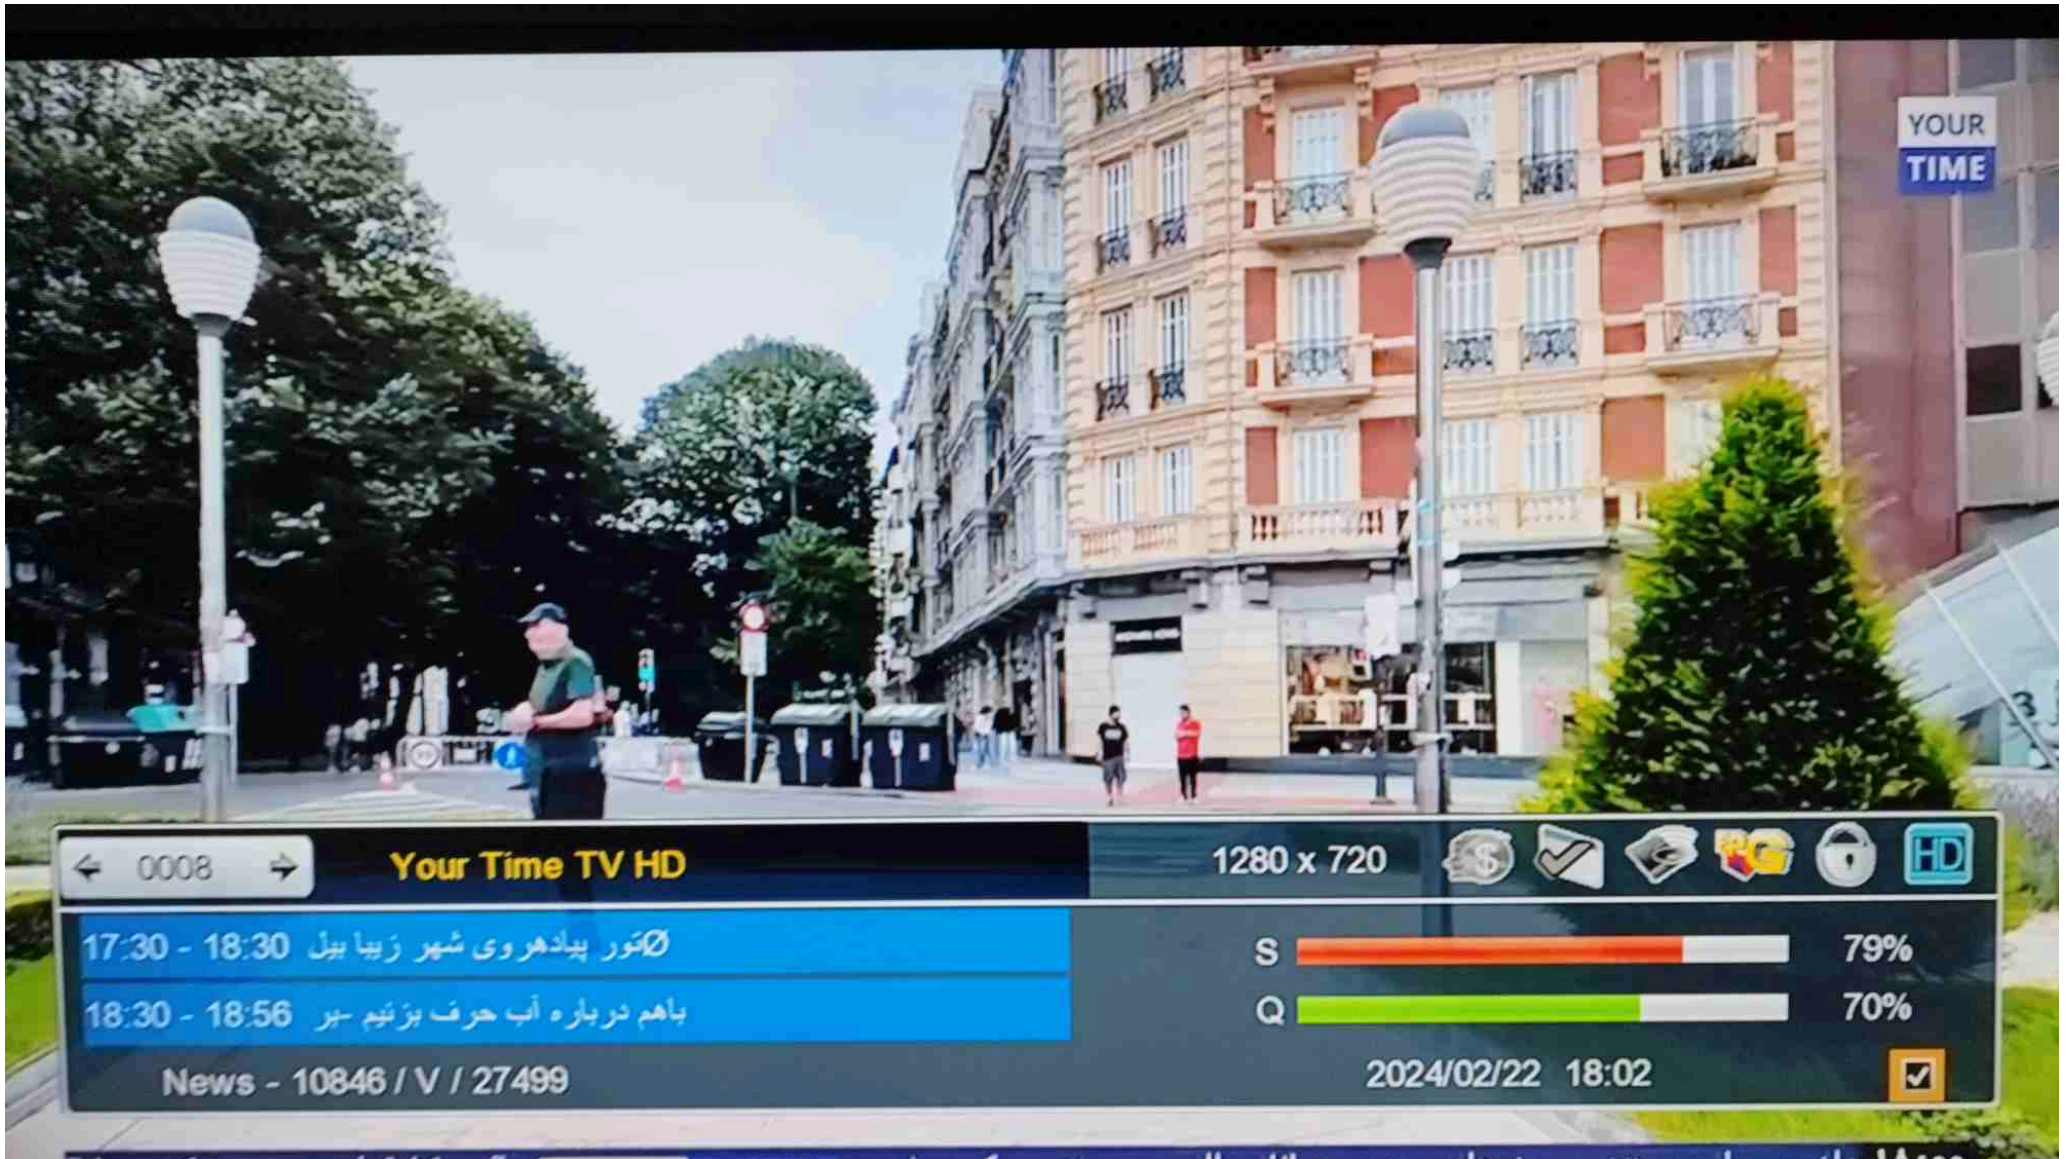 YOUR
TIME
0008
Your Time TV HD
1280 x 720
HD
17:30 - 18:30 Øتور پیاده‌روی شهر زیبا بیل
S 79%
18:30 - 18:56 باهم درباره آب حرف بزنیم -بر
Q 70%
News - 10846 / V / 27499
2024/02/22 18:02